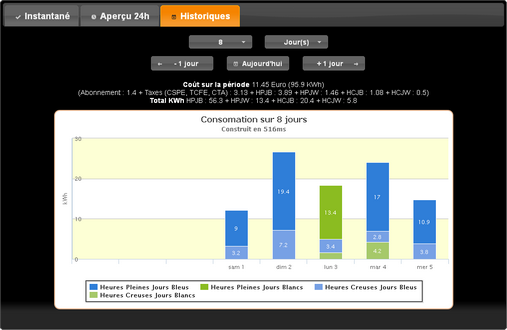 Instantané
Aperçu 24h
Historiques
8
Jour(s)
- 1 jour
Aujourd'hui
+ 1 jour
Coût sur la période 11.45 Euro (95.9 kWh)
(Abonnement : 1.4 + Taxes (CSPE, TCFE, CTA) : 3.13 + HPJB : 3.89 + HPJW : 1.46 + HCJB : 1.08 + HCJW : 0.5)
Total KWh HPJB : 56.3 + HPJW : 13.4 + HCJB : 20.4 + HCJW : 5.8
Consomation sur 8 jours
Construit en 516ms
kWh
30
20
10
0
9
3.2
19.4
7.2
13.4
3.4
17
2.8
4.2
10.9
3.8
sam 1
dim 2
lun 3
mar 4
mer 5
Heures Pleines Jours Bleus
Heures Pleines Jours Blancs
Heures Creuses Jours Bleus
Heures Creuses Jours Blancs